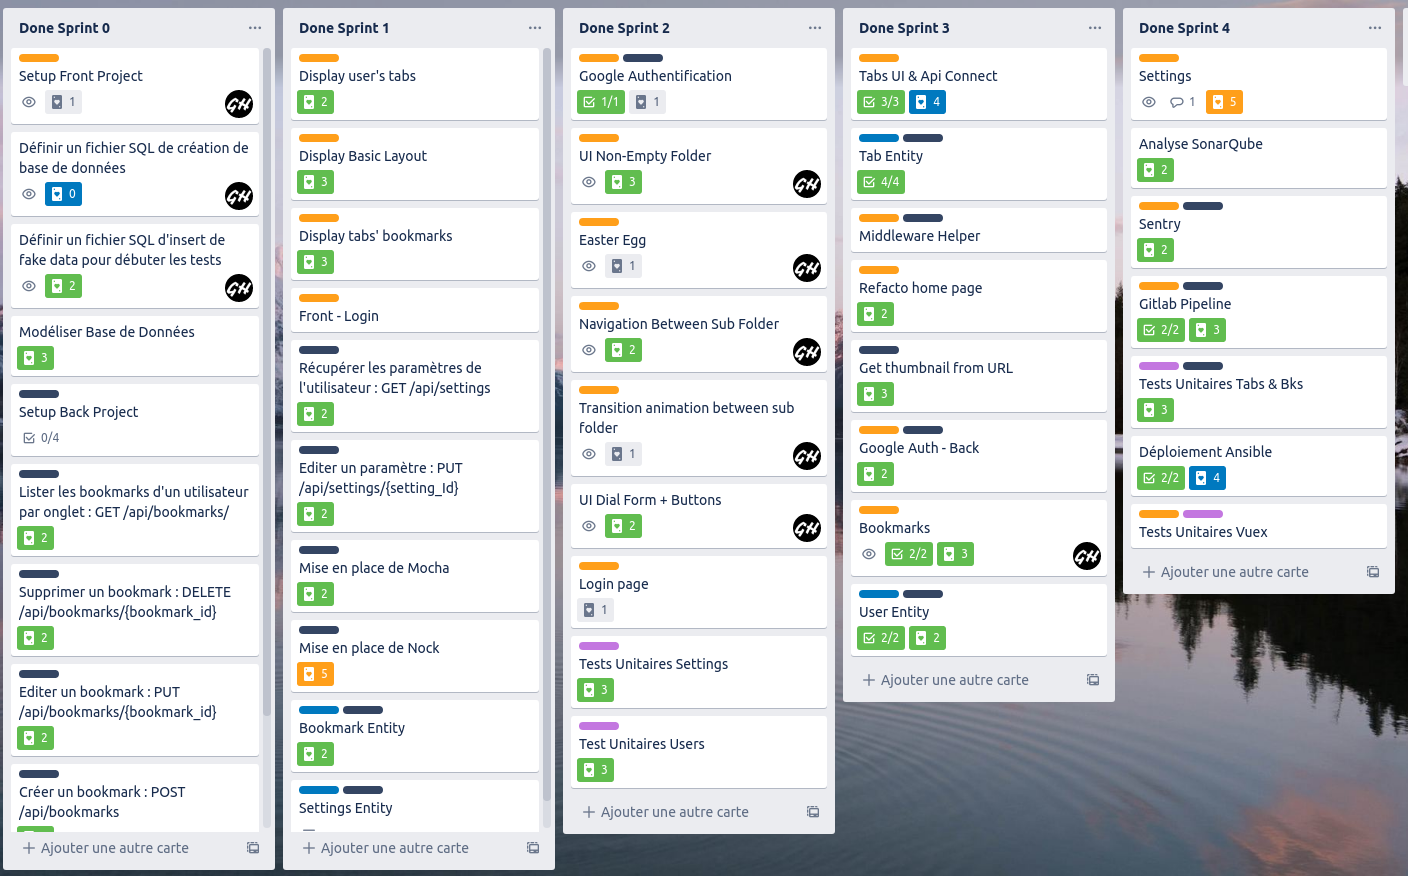 Done Sprint 0
Setup Front Project
1
GH
Définir un fichier SQL de création de
base de données
0
GH
Définir un fichier SQL d'insert de
fake data pour débuter les tests
2
GH
Modéliser Base de Données
3
Setup Back Project
0/4
Lister les bookmarks d'un utilisateur
par onglet : GET /api/bookmarks/
2
Supprimer un bookmark : DELETE
/api/bookmarks/{bookmark_id}
2
Editer un bookmark : PUT
/api/bookmarks/{bookmark_id}
2
Créer un bookmark : POST
/api/bookmarks
+ Ajouter une autre carte
Done Sprint 1
Display user's tabs
2
Display Basic Layout
3
Display tabs' bookmarks
3
Front - Login
Récupérer les paramètres de
l'utilisateur : GET /api/settings
2
Editer un paramètre : PUT
/api/settings/{setting_Id}
2
Mise en place de Mocha
2
Mise en place de Nock
5
Bookmark Entity
2
Settings Entity
+ Ajouter une autre carte
Done Sprint 2
Google Authentification
1/1 1
UI Non-Empty Folder
3
GH
Easter Egg
1
GH
Navigation Between Sub Folder
2
GH
Transition animation between sub
folder
1
GH
UI Dial Form + Buttons
2
GH
Login page
1
Tests Unitaires Settings
3
Test Unitaires Users
3
+ Ajouter une autre carte
Done Sprint 3
Tabs UI & Api Connect
3/3 4
Tab Entity
4/4
Middleware Helper
Refacto home page
2
Get thumbnail from URL
3
Google Auth - Back
2
Bookmarks
2/2 3
GH
User Entity
2/2 2
+ Ajouter une autre carte
Done Sprint 4
Settings
1 5
Analyse SonarQube
2
Sentry
2
Gitlab Pipeline
2/2 3
Tests Unitaires Tabs & Bks
3
Déploiement Ansible
2/2 4
Tests Unitaires Vuex
+ Ajouter une autre carte